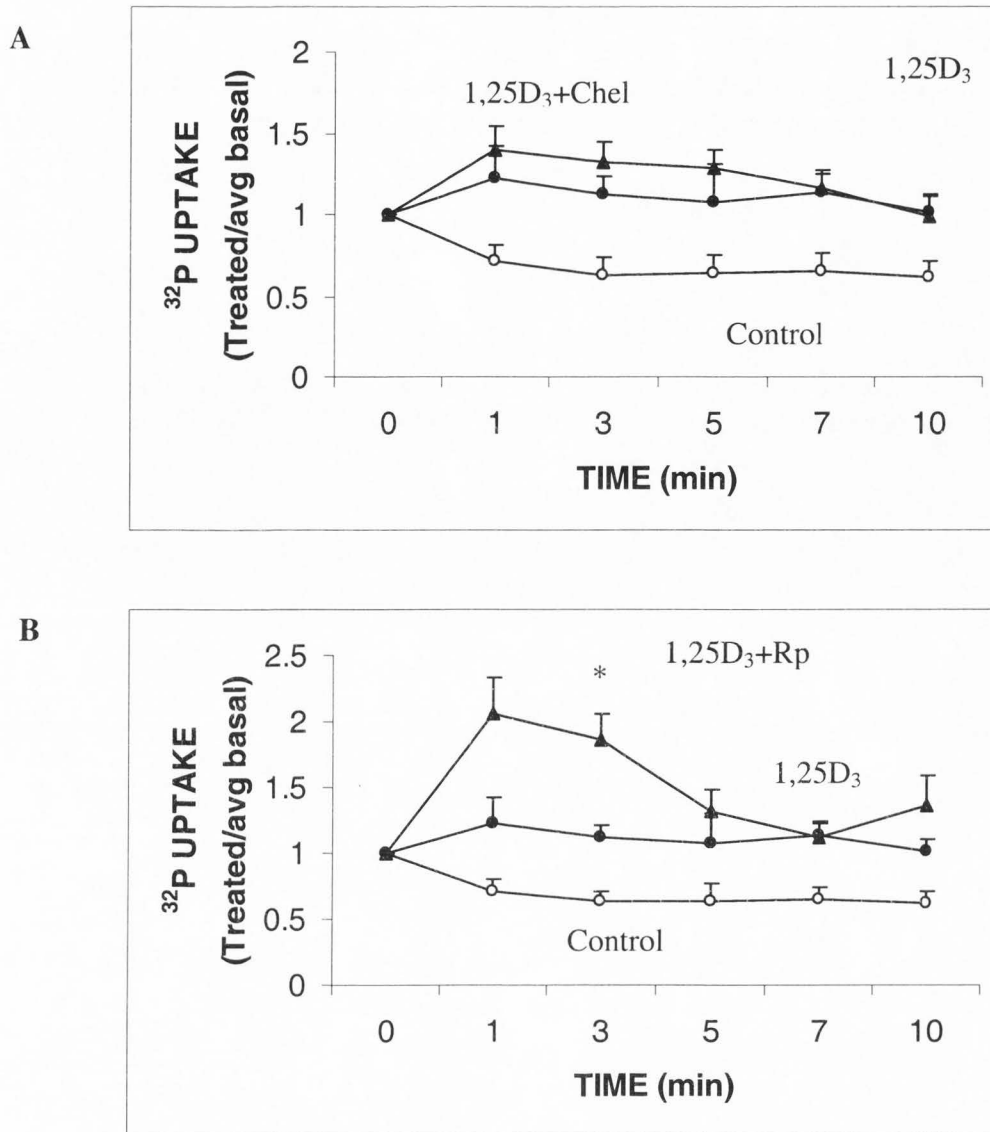 A
2
1.5
1
0.5
0
1,25D₃+Chel
1,25D₃
Control
³²P UPTAKE
(Treated/avg basal)
0 1 3 5 7 10
TIME (min)
B
2.5
2
1.5
1
0.5
0
1,25D₃+Rp
*
1,25D₃
Control
³²P UPTAKE
(Treated/avg basal)
0 1 3 5 7 10
TIME (min)